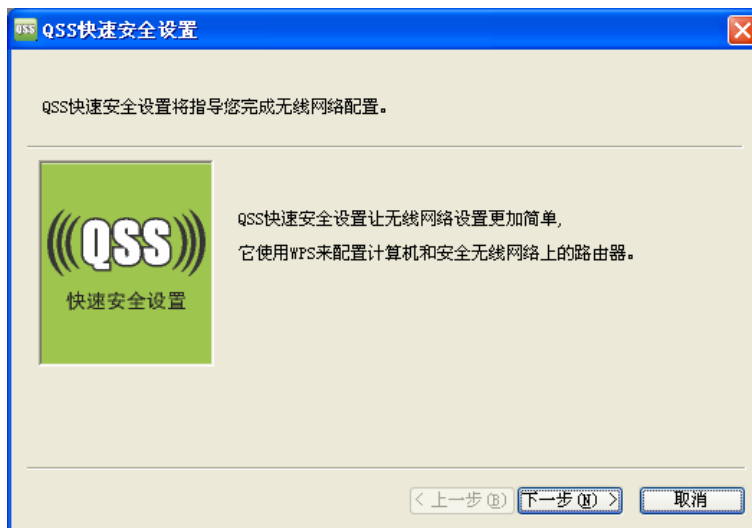 QSS QSS快速安全设置
QSS快速安全设置将指导您完成无线网络配置。
QSS快速安全设置让无线网络设置更加简单,
它使用WPS来配置计算机和安全无线网络上的路由器。
(((QSS)))
快速安全设置
< 上一步(B) 下一步(N) > 取消